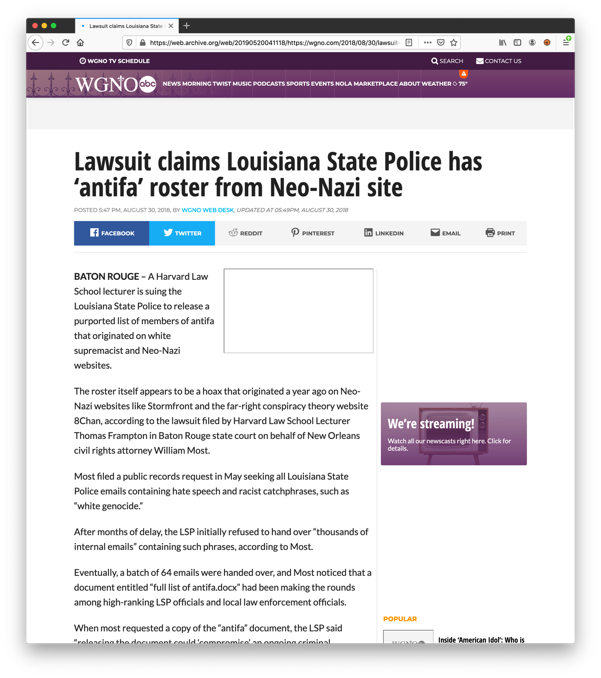 Lawsuit claims Louisiana State
https://web.archive.org/web/20190520041118/https://wgno.com/2018/08/30/lawsuit-
WGNO TV SCHEDULE
SEARCH
CONTACT US
WGNO abc
NEWS MORNING TWIST MUSIC PODCASTS SPORTS EVENTS NOLA MARKETPLACE ABOUT WEATHER 75°
Lawsuit claims Louisiana State Police has
‘antifa’ roster from Neo-Nazi site
POSTED 5:47 PM, AUGUST 30, 2018, BY WGNO WEB DESK, UPDATED AT 05:49PM, AUGUST 30, 2018
FACEBOOK
TWITTER
REDDIT
PINTEREST
LINKEDIN
EMAIL
PRINT
BATON ROUGE – A Harvard Law
School lecturer is suing the
Louisiana State Police to release a
purported list of members of antifa
that originated on white
supremacist and Neo-Nazi
websites.
The roster itself appears to be a hoax that originated a year ago on Neo-
Nazi websites like Stormfront and the far-right conspiracy theory website
8Chan, according to the lawsuit filed by Harvard Law School Lecturer
Thomas Frampton in Baton Rouge state court on behalf of New Orleans
civil rights attorney William Most.
Most filed a public records request in May seeking all Louisiana State
Police emails containing hate speech and racist catchphrases, such as
“white genocide.”
After months of delay, the LSP initially refused to hand over “thousands of
internal emails” containing such phrases, according to Most.
Eventually, a batch of 64 emails were handed over, and Most noticed that a
document entitled “full list of antifa.docx” had been making the rounds
among high-ranking LSP officials and local law enforcement officials.
When most requested a copy of the “antifa” document, the LSP said
“releasing the document could ‘compromise’ an ongoing criminal
We’re streaming!
Watch all our newscasts right here. Click for
details.
POPULAR
WGNO abc
Inside ‘American Idol’: Who is